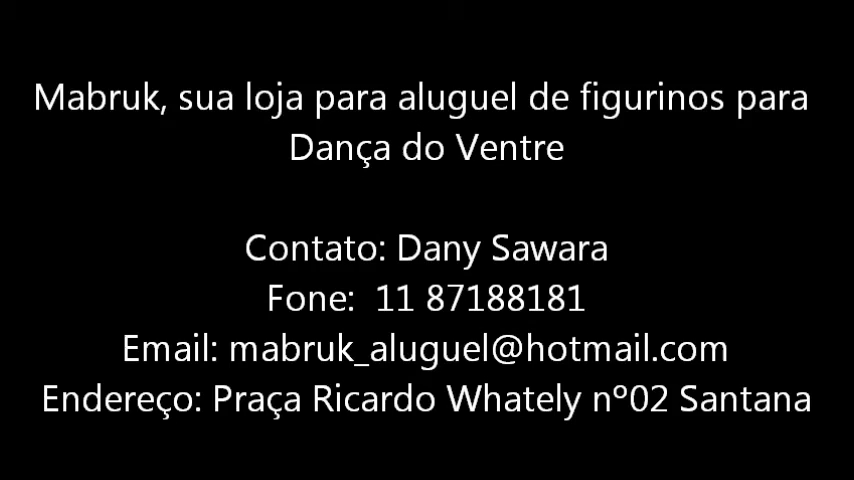 Mabruk, sua loja para aluguel de figurinos para
Dança do Ventre
Contato: Dany Sawara
Fone:  11 87188181
Email: mabruk_aluguel@hotmail.com
Endereço: Praça Ricardo Whately nº02 Santana